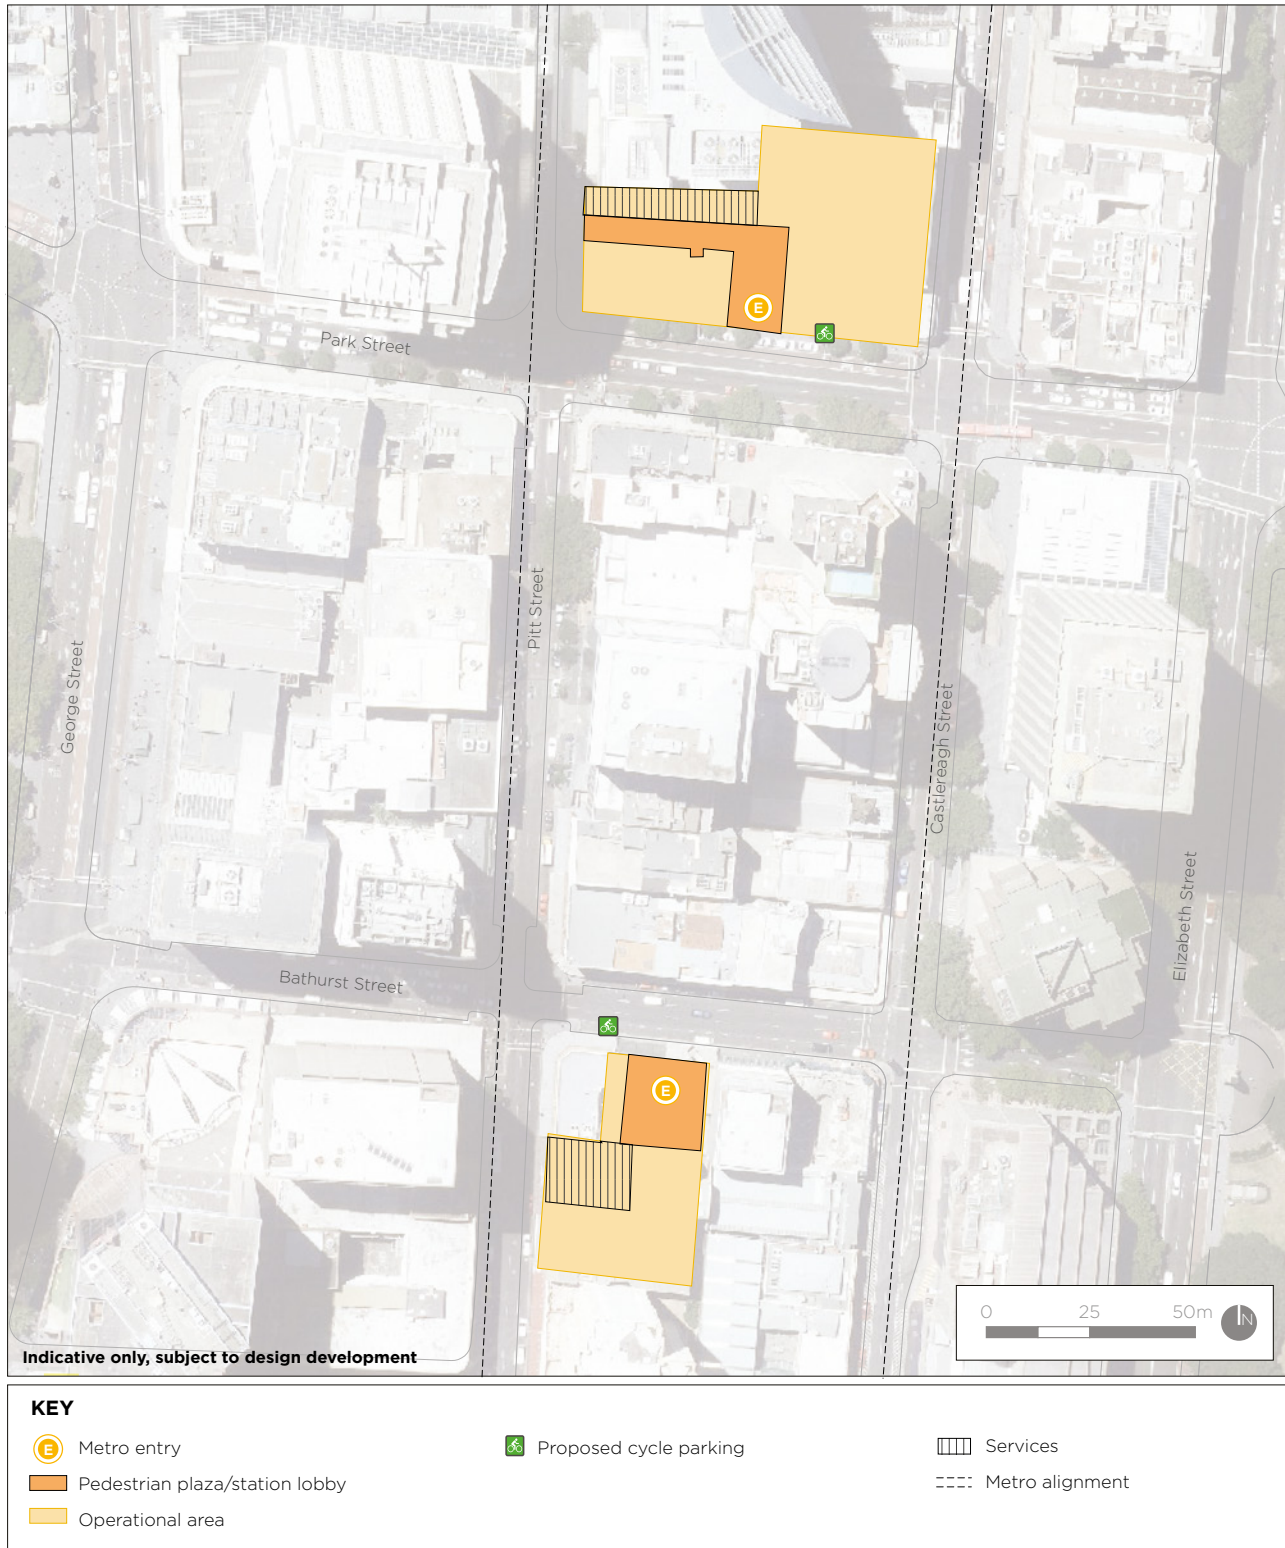 Park Street
Pitt Street
George Street
Castlereagh Street
Elizabeth Street
Bathurst Street
E
E
0 25 50m
N
Indicative only, subject to design development
KEY
E Metro entry
Proposed cycle parking
Services
Pedestrian plaza/station lobby
Metro alignment
Operational area